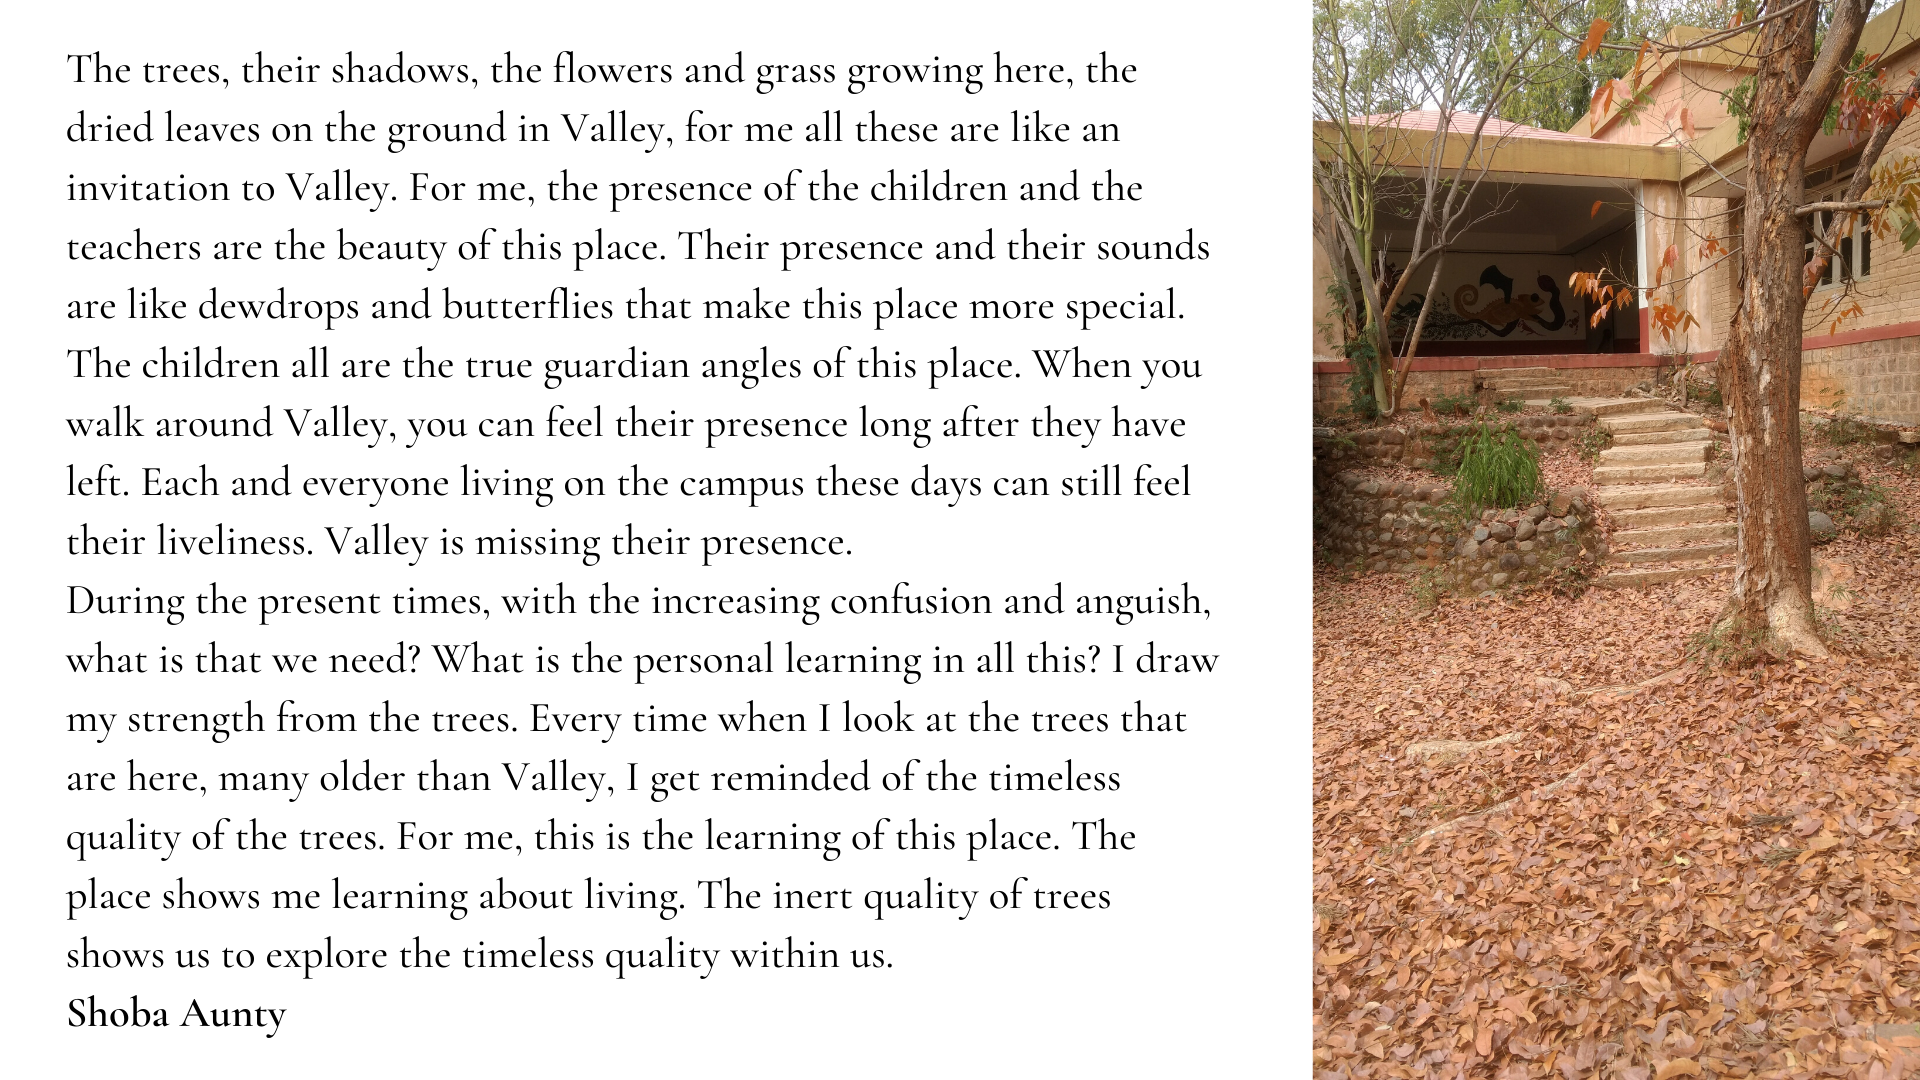 The trees, their shadows, the flowers and grass growing here, the
dried leaves on the ground in Valley, for me all these are like an
invitation to Valley. For me, the presence of the children and the
teachers are the beauty of this place. Their presence and their sounds
are like dewdrops and butterflies that make this place more special.
The children all are the true guardian angles of this place. When you
walk around Valley, you can feel their presence long after they have
left. Each and everyone living on the campus these days can still feel
their liveliness. Valley is missing their presence.
During the present times, with the increasing confusion and anguish,
what is that we need? What is the personal learning in all this? I draw
my strength from the trees. Every time when I look at the trees that
are here, many older than Valley, I get reminded of the timeless
quality of the trees. For me, this is the learning of this place. The
place shows me learning about living. The inert quality of trees
shows us to explore the timeless quality within us.
Shoba Aunty